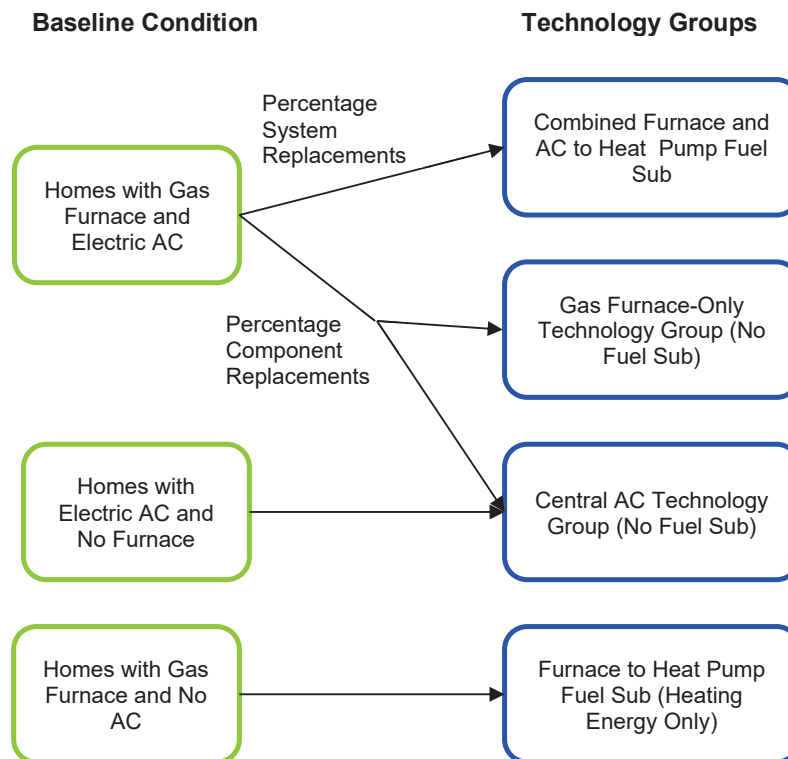 Baseline Condition
Technology Groups
Percentage
System
Replacements
Combined Furnace and
AC to Heat Pump Fuel
Sub
Homes with Gas
Furnace and
Electric AC
Gas Furnace-Only
Technology Group (No
Fuel Sub)
Percentage
Component
Replacements
Homes with
Electric AC and
No Furnace
Central AC Technology
Group (No Fuel Sub)
Homes with Gas
Furnace and No
AC
Furnace to Heat Pump
Fuel Sub (Heating
Energy Only)